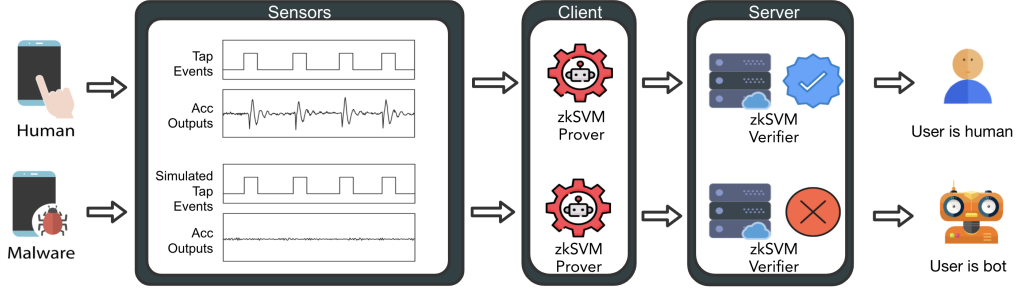 Sensors
Client
Server
Tap
Events
Acc
Outputs
Human
zkSVM
Prover
zkSVM
Verifier
User is human
Simulated
Tap
Events
Acc
Outputs
Malware
zkSVM
Prover
zkSVM
Verifier
User is bot